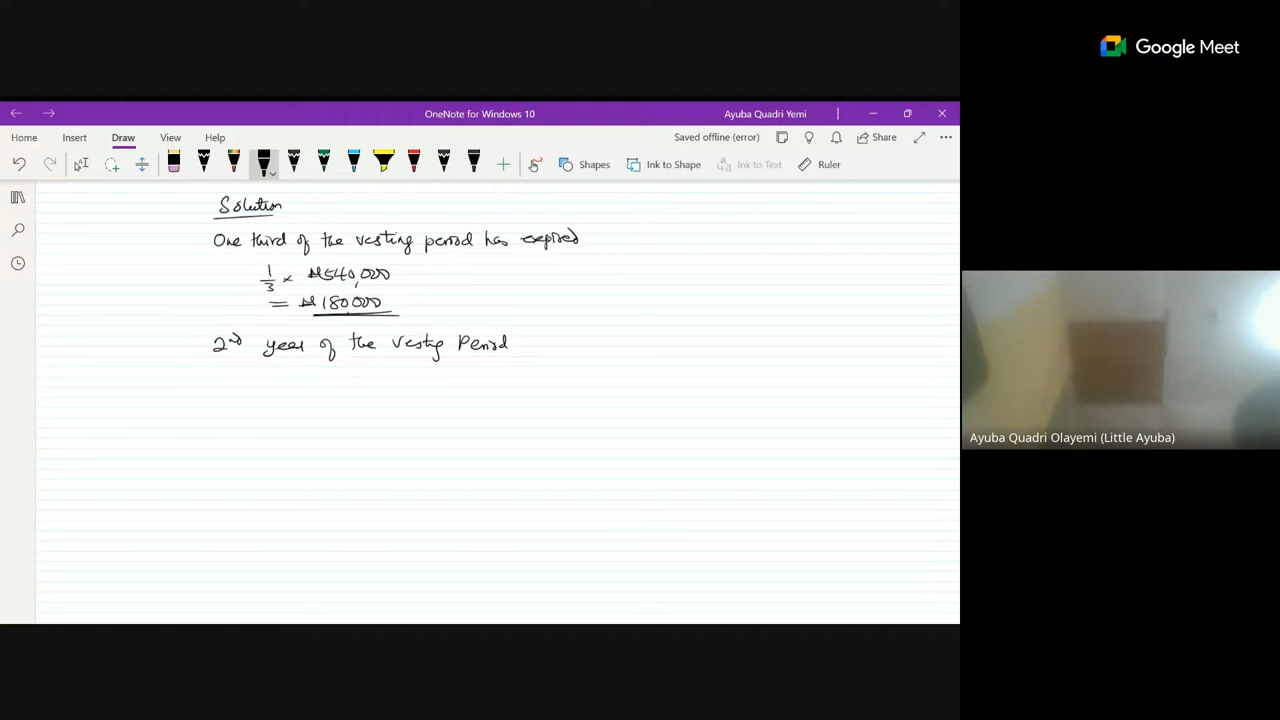 Google Meet
OneNote for Windows 10
Ayuba Quadri Yemi
Home Insert Draw View Help
Saved offline (error)
Share
Shapes
Ink to Shape
Ink to Text
Ruler
Solution
One third of the vesting period has expired
1/3 × ₦540,000
= ₦180,000
2nd year of the vesting Period
Ayuba Quadri Olayemi (Little Ayuba)